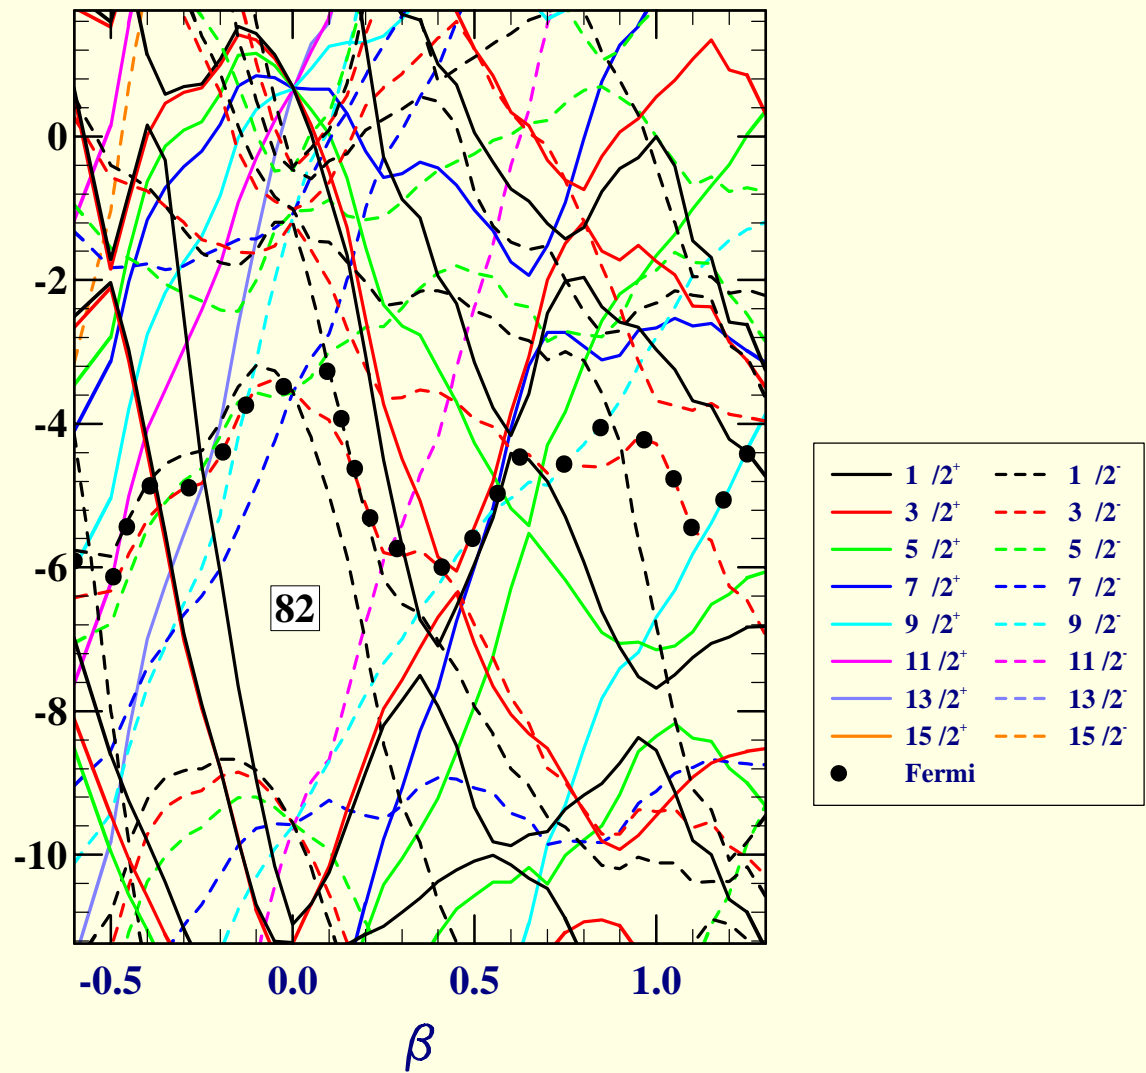 0
-2
-4
-6
-8
-10
82
-0.5 0.0 0.5 1.0
β
1 /2⁺ 1 /2⁻
3 /2⁺ 3 /2⁻
5 /2⁺ 5 /2⁻
7 /2⁺ 7 /2⁻
9 /2⁺ 9 /2⁻
11 /2⁺ 11 /2⁻
13 /2⁺ 13 /2⁻
15 /2⁺ 15 /2⁻
Fermi